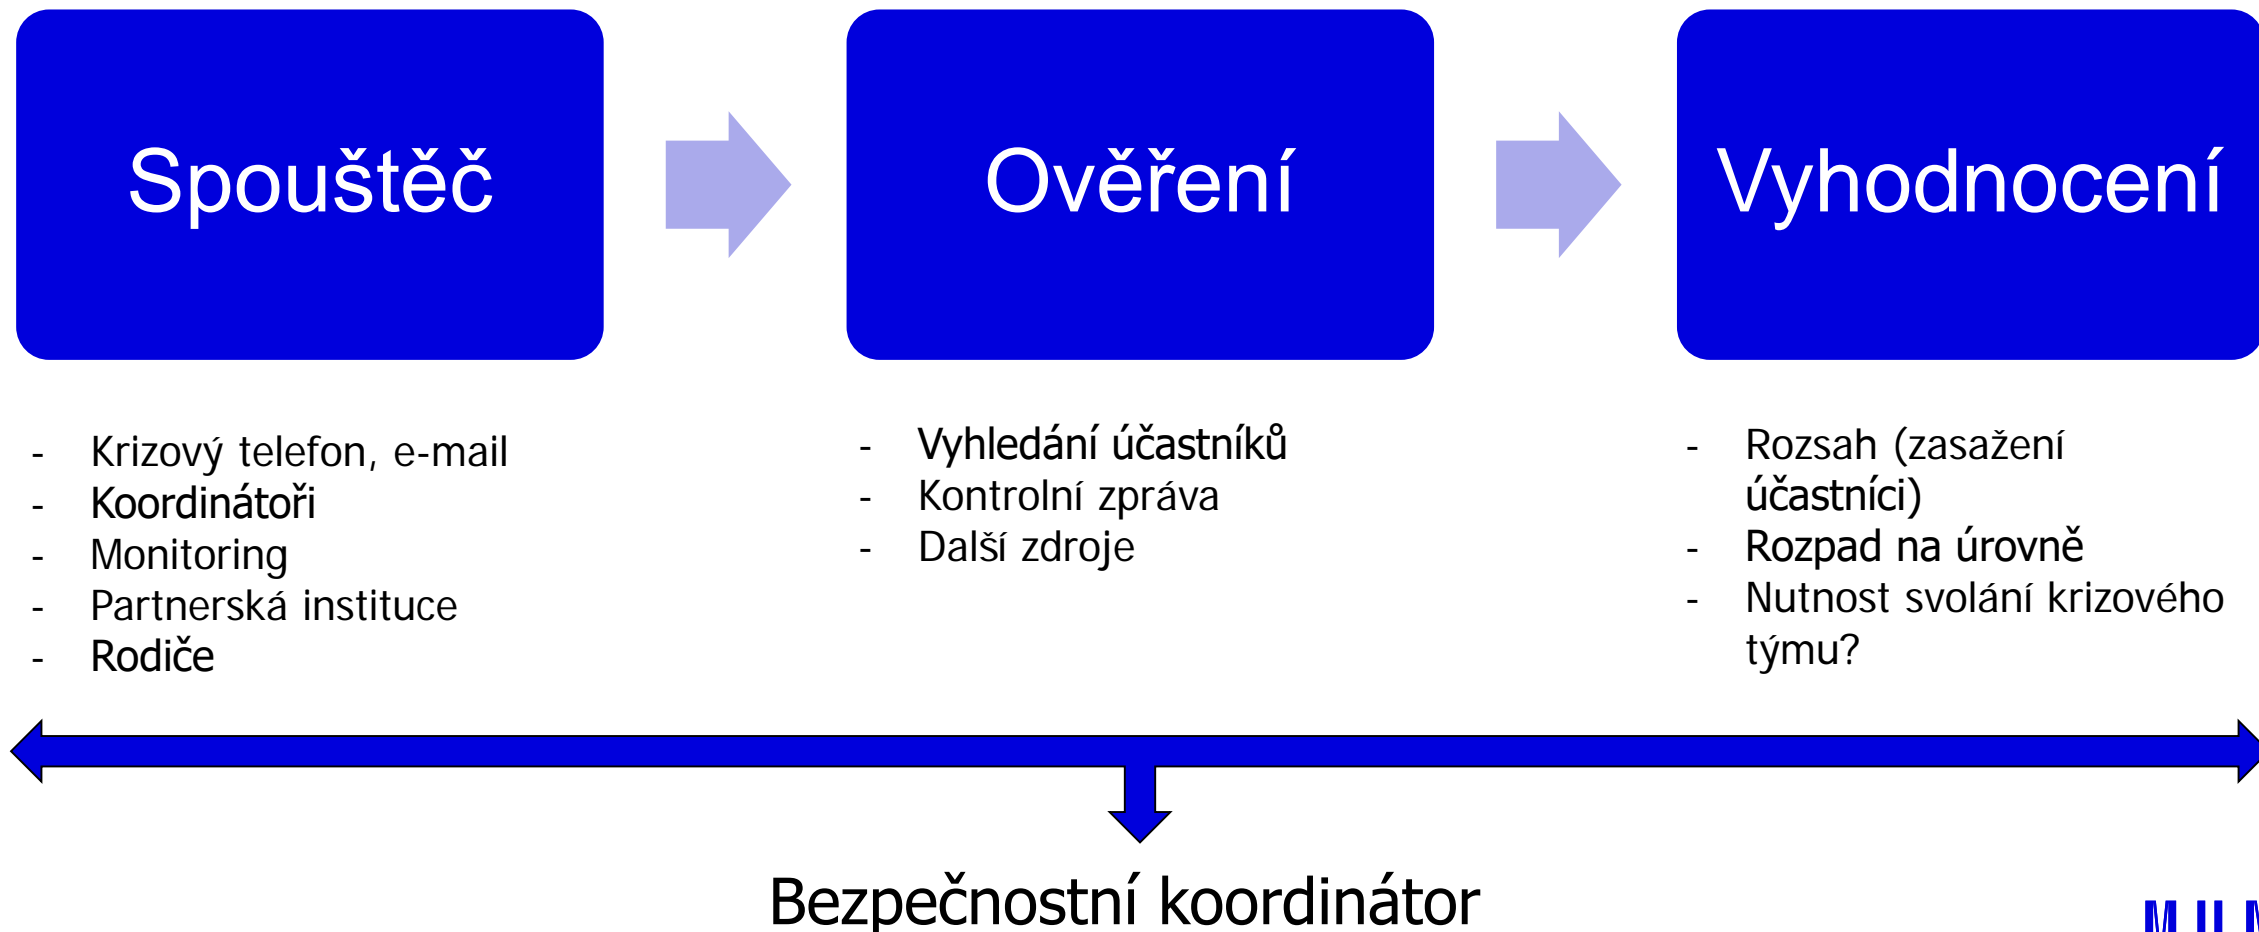 Spouštěč
Ověření
Vyhodnocení
- Krizový telefon, e-mail
- Koordinátoři
- Monitoring
- Partnerská instituce
- Rodiče
- Vyhledání účastníků
- Kontrolní zpráva
- Další zdroje
- Rozsah (zasažení
účastníci)
- Rozpad na úrovně
- Nutnost svolání krizového
týmu?
Bezpečnostní koordinátor